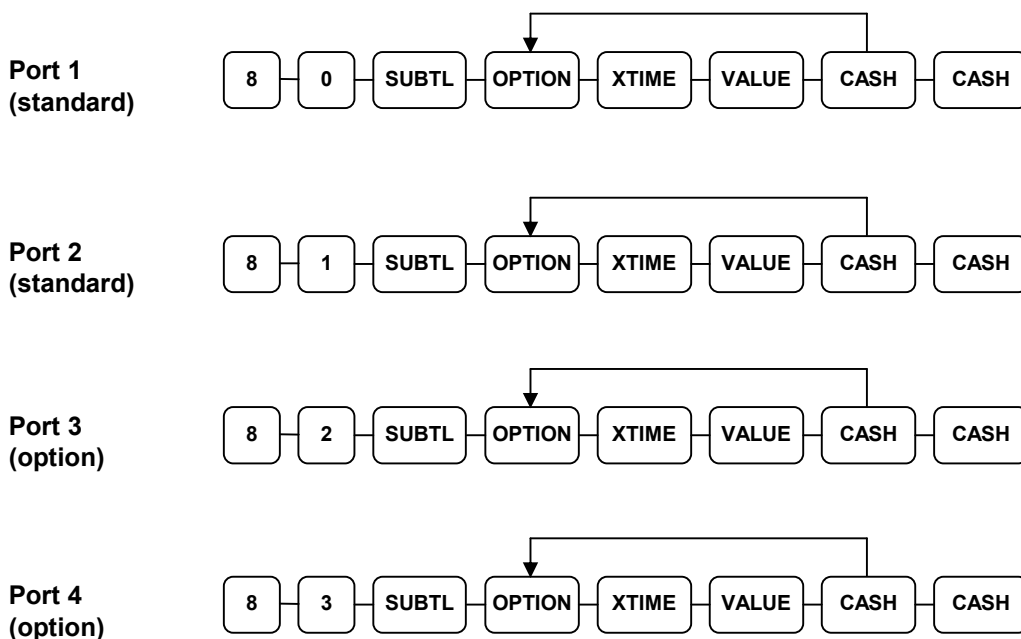 Port 1
(standard)
8 0 SUBTL OPTION XTIME VALUE CASH CASH
Port 2
(standard)
8 1 SUBTL OPTION XTIME VALUE CASH CASH
Port 3
(option)
8 2 SUBTL OPTION XTIME VALUE CASH CASH
Port 4
(option)
8 3 SUBTL OPTION XTIME VALUE CASH CASH